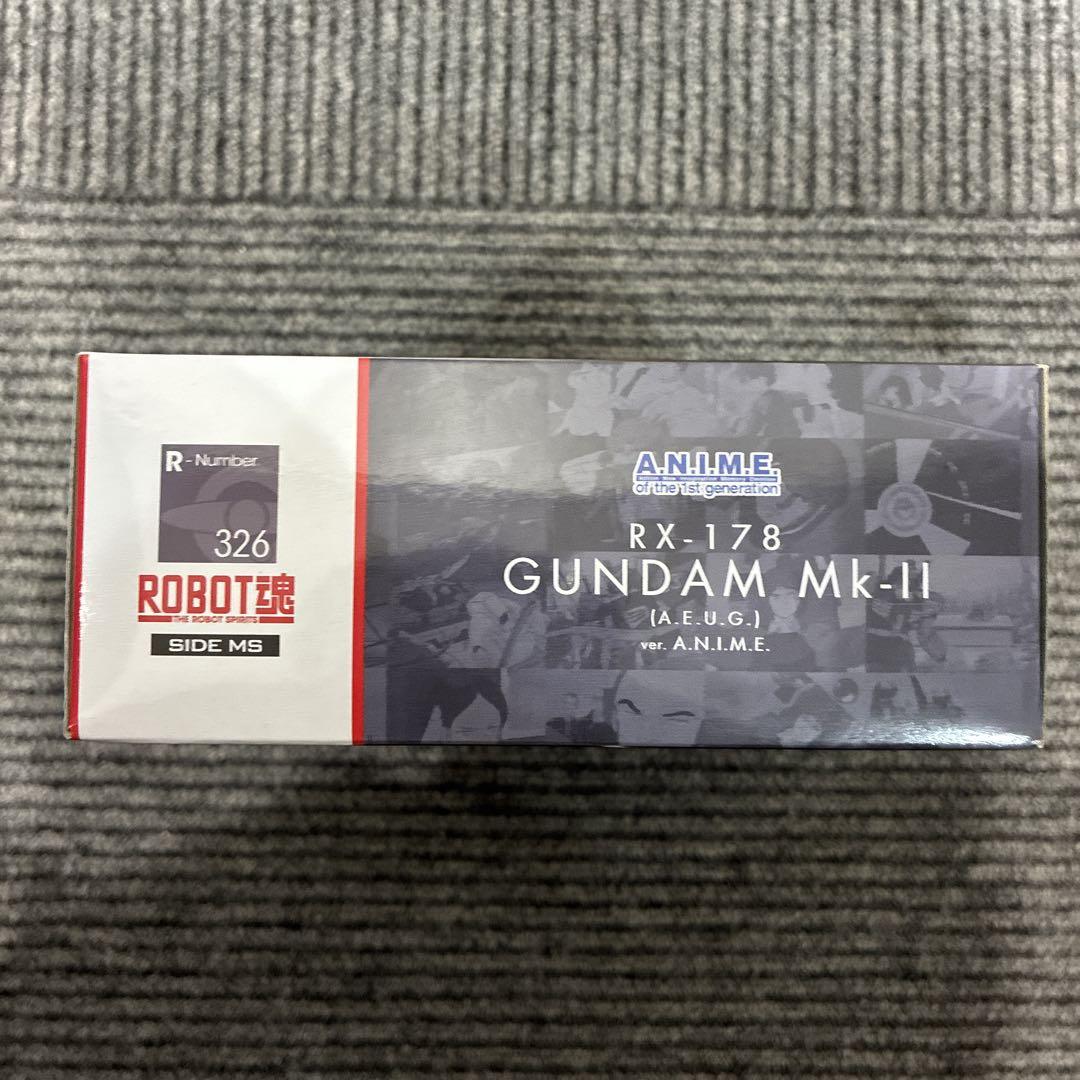 R-Number
326
ROBOT魂
THE ROBOT SPIRITS
SIDE MS
A.N.I.M.E.
of the 1st generation
RX-178
GUNDAM Mk-II
(A.E.U.G.)
ver. A.N.I.M.E.